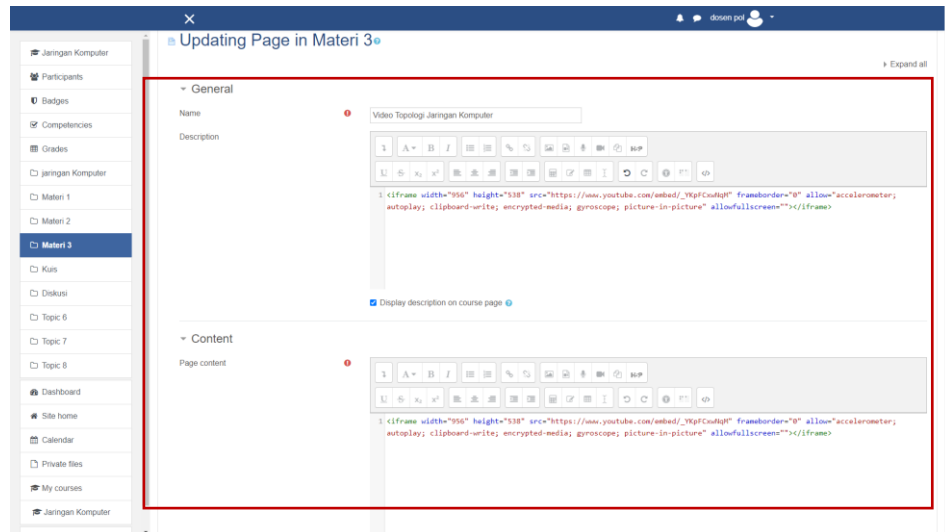 dosen pol
Updating Page in Materi 3
Expand all
Jaringan Komputer
Participants
Badges
Competencies
Grades
jaringan Komputer
Materi 1
Materi 2
Materi 3
Kuis
Diskusi
Topic 6
Topic 7
Topic 8
Dashboard
Site home
Calendar
Private files
My courses
Jaringan Komputer
General
Name
Video Topologi Jaringan Komputer
Description
1 <iframe width="956" height="538" src="https://www.youtube.com/embed/_YKpFCxwNqM" frameborder="0" allow="accelerometer;
autoplay; clipboard-write; encrypted-media; gyroscope; picture-in-picture" allowfullscreen=""></iframe>
Display description on course page
Content
Page content
1 <iframe width="956" height="538" src="https://www.youtube.com/embed/_YKpFCxwNqM" frameborder="0" allow="accelerometer;
autoplay; clipboard-write; encrypted-media; gyroscope; picture-in-picture" allowfullscreen=""></iframe>